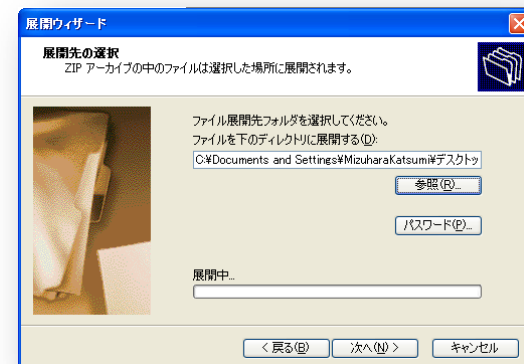 展開ウィザード
展開先の選択
ZIP アーカイブの中のファイルは選択した場所に展開されます。
ファイル展開先フォルダを選択してください。
ファイルを下のディレクトリに展開する(D):
C:¥Documents and Settings¥MizuharaKatsumi¥デスクトッ
参照(R)...
パスワード(P)...
展開中...
< 戻る(B)
次へ(N) >
キャンセル